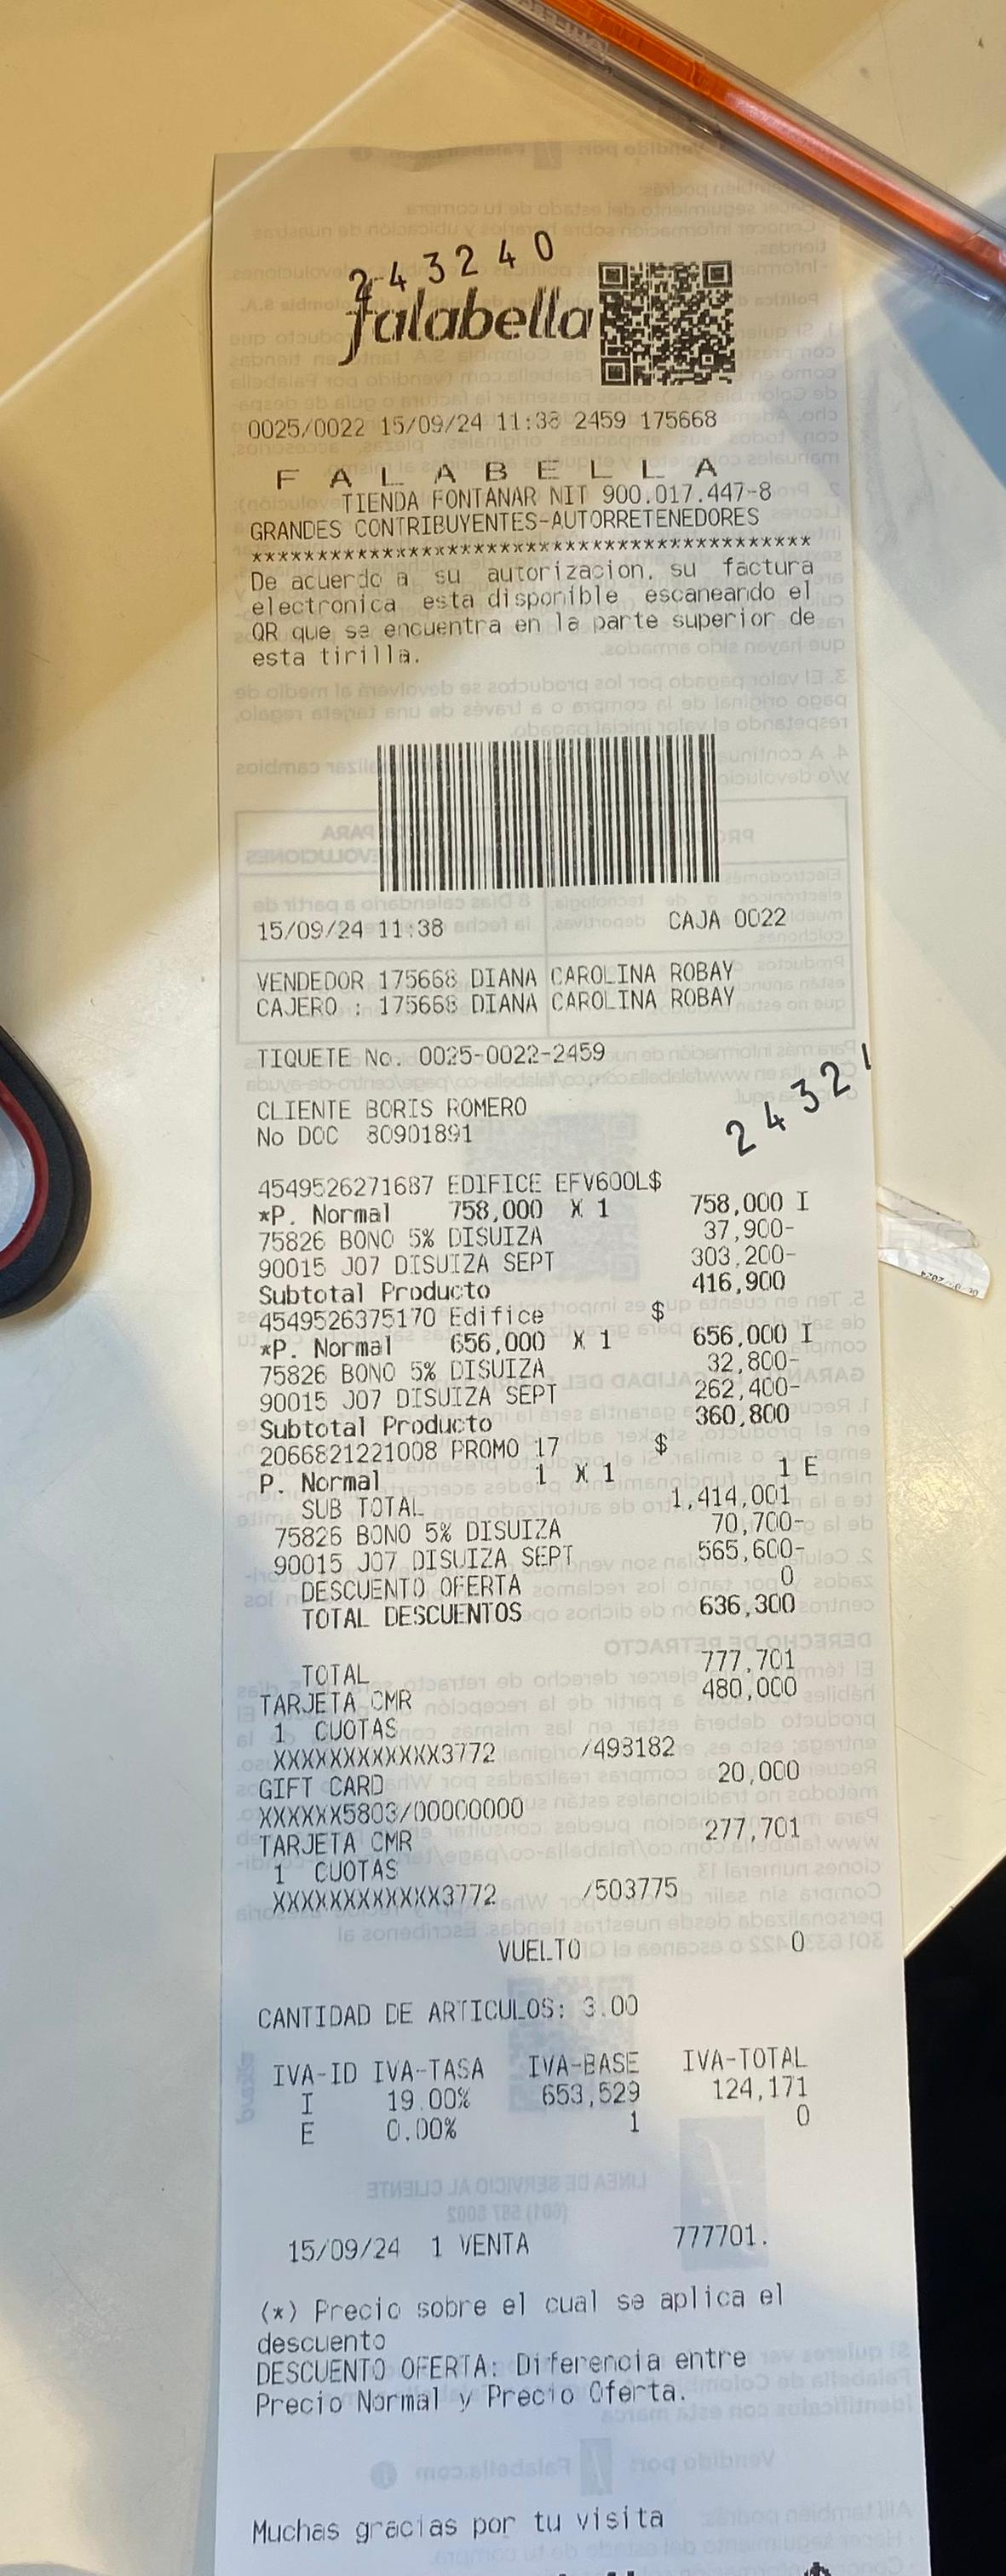 243240
falabella
0025/0022 15/09/24 11:38 2459 175668
F A L A B E L L A
TIENDA FONTANAR NIT 900.017.447-8
GRANDES CONTRIBUYENTES-AUTORRETENEDORES
*******************************************
De acuerdo a su autorizacion, su factura
electronica esta disponible escaneando el
QR que se encuentra en la parte superior de
esta tirilla.
15/09/24 11:38 CAJA 0022
VENDEDOR 175668 DIANA CAROLINA ROBAY
CAJERO : 175668 DIANA CAROLINA ROBAY
TIQUETE No. 0025-0022-2459
2432
CLIENTE BORIS ROMERO
No DOC 80901891
4549526271687 EDIFICE EFV600L$
*P. Normal 758,000 X 1 758,000 I
75826 BONO 5% DISUIZA 37,900-
90015 J07 DISUIZA SEPT 303,200-
Subtotal Producto 416,900
4549526375170 Edifice $
*P. Normal 656,000 X 1 656,000 I
75826 BONO 5% DISUIZA 32,800-
90015 J07 DISUIZA SEPT 262,400-
Subtotal Producto 360,800
2066821221008 PROMO 17 $
P. Normal 1 X 1 1 E
SUB TOTAL 1,414,001
75826 BONO 5% DISUIZA 70,700-
90015 J07 DISUIZA SEPT 565,600-
DESCUENTO OFERTA 0
TOTAL DESCUENTOS 636,300
TOTAL 777,701
TARJETA CMR 480,000
1 CUOTAS
XXXXXXXXXXXX3772 /493182
GIFT CARD 20,000
XXXXXX5803/00000000
TARJETA CMR 277,701
1 CUOTAS
XXXXXXXXXXXX3772 /503775
VUELTO 0
CANTIDAD DE ARTICULOS: 3.00
IVA-ID IVA-TASA IVA-BASE IVA-TOTAL
I 19.00% 653,529 124,171
E 0.00% 1 0
15/09/24 1 VENTA 777701.
(*) Precio sobre el cual se aplica el
descuento
DESCUENTO OFERTA: Diferencia entre
Precio Normal y Precio Oferta.
Muchas gracias por tu visita